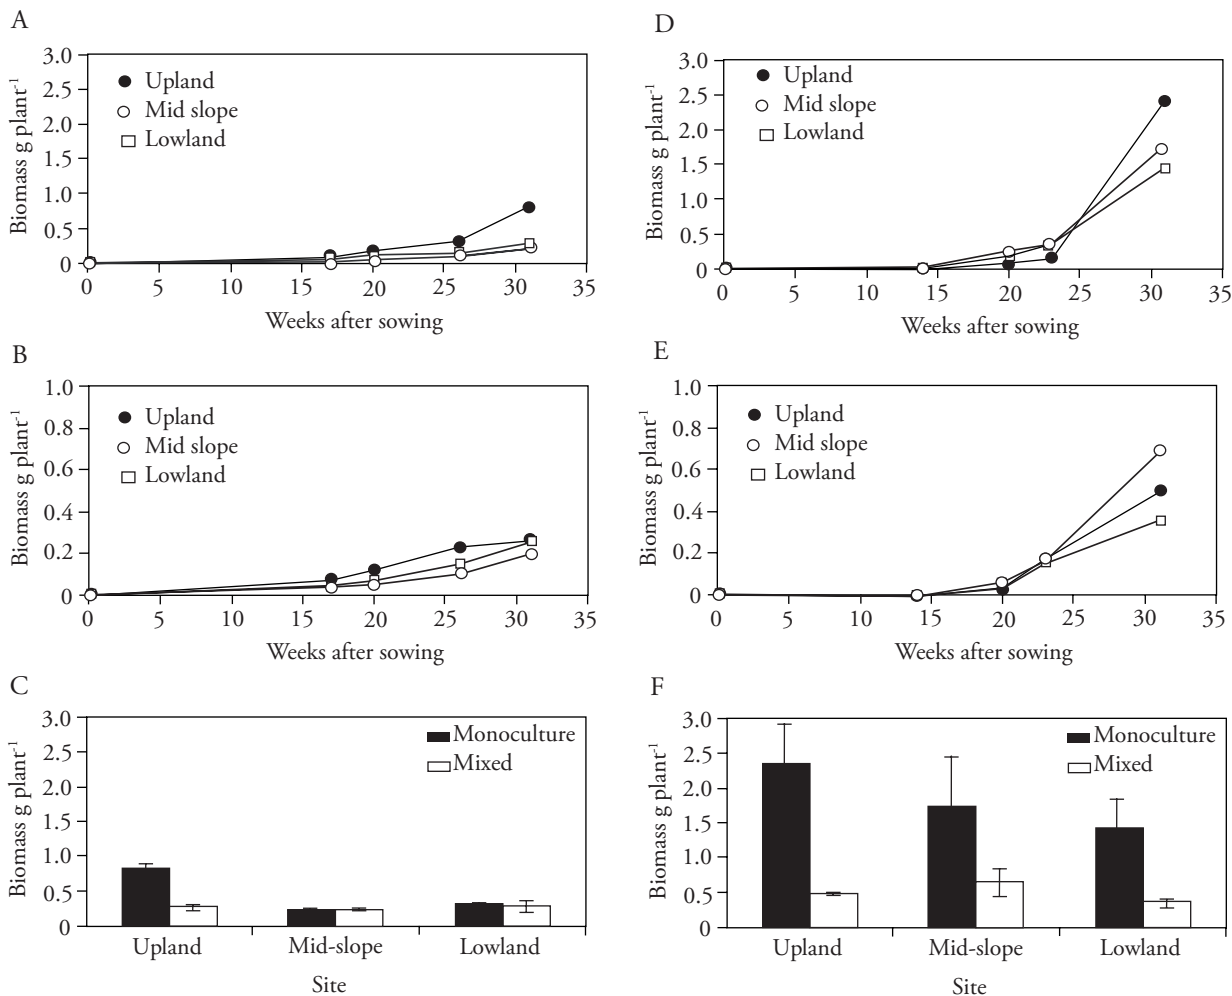 A
3.0
2.5
2.0
1.5
1.0
0.5
0
Biomass g plant-1
Upland
Mid slope
Lowland
0 5 10 15 20 25 30 35
Weeks after sowing
B
1.0
0.8
0.6
0.4
0.2
0
Biomass g plant-1
Upland
Mid slope
Lowland
0 5 10 15 20 25 30 35
Weeks after sowing
C
3.0
2.5
2.0
1.5
1.0
0.5
0
Biomass g plant-1
Monoculture
Mixed
Upland Mid-slope Lowland
Site
D
3.0
2.5
2.0
1.5
1.0
0.5
0
Biomass g plant-1
Upland
Mid slope
Lowland
0 5 10 15 20 25 30 35
Weeks after sowing
E
1.0
0.8
0.6
0.4
0.2
0
Biomass g plant-1
Upland
Mid slope
Lowland
0 5 10 15 20 25 30 35
Weeks after sowing
F
3.0
2.5
2.0
1.5
1.0
0.5
0
Biomass g plant-1
Monoculture
Mixed
Upland Mid-slope Lowland
Site